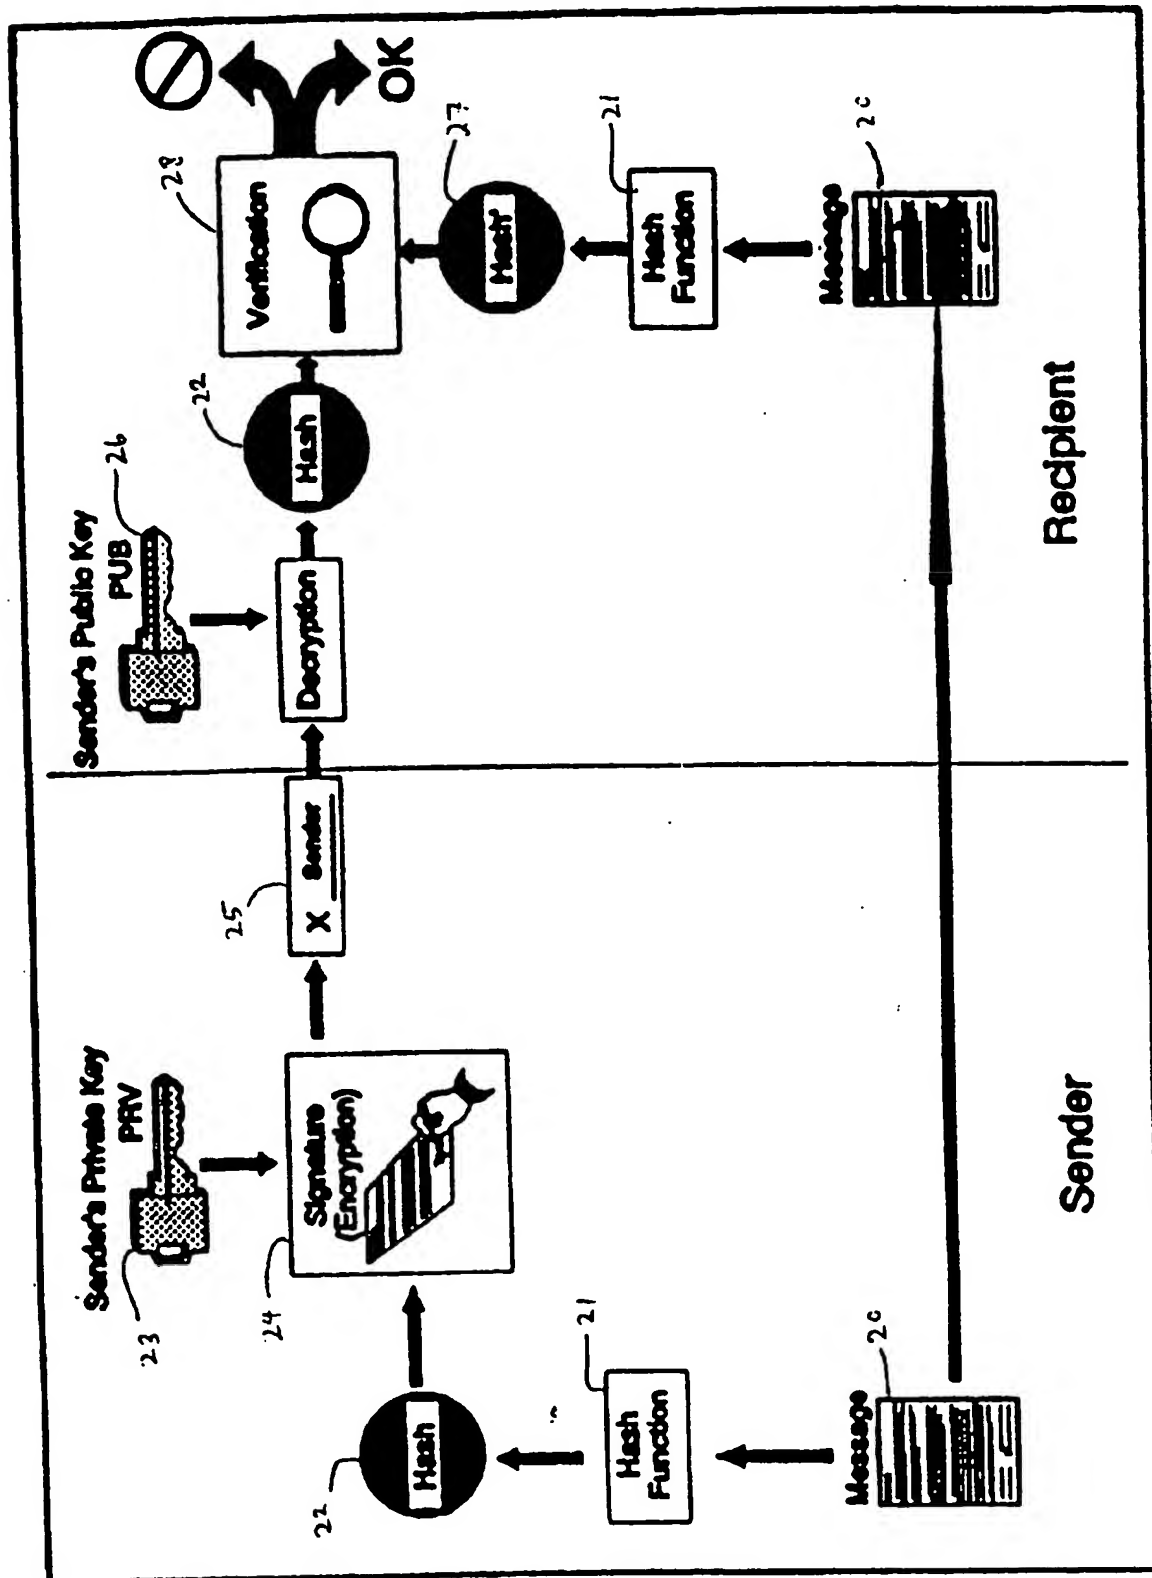 Sender's Private Key
PRV
23
Signature
(Encryption)
24
Hash
22
Hash
Function
21
Message
20
Sender
X Sender
25
Sender's Public Key
PUB
26
Decryption
Hash
22
Verification
28
OK
Hash'
27
Hash
Function
21
Message
20
Recipient